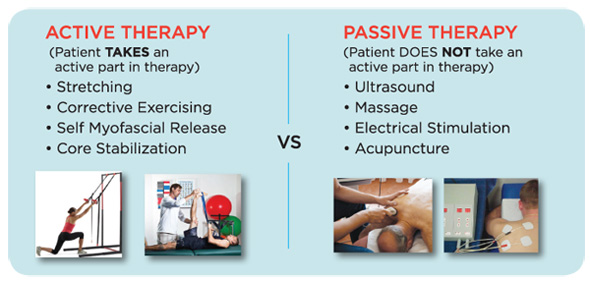 ACTIVE THERAPY
(Patient TAKES an
active part in therapy)
• Stretching
• Corrective Exercising
• Self Myofascial Release
• Core Stabilization
VS
PASSIVE THERAPY
(Patient DOES NOT take an
active part in therapy)
• Ultrasound
• Massage
• Electrical Stimulation
• Acupuncture